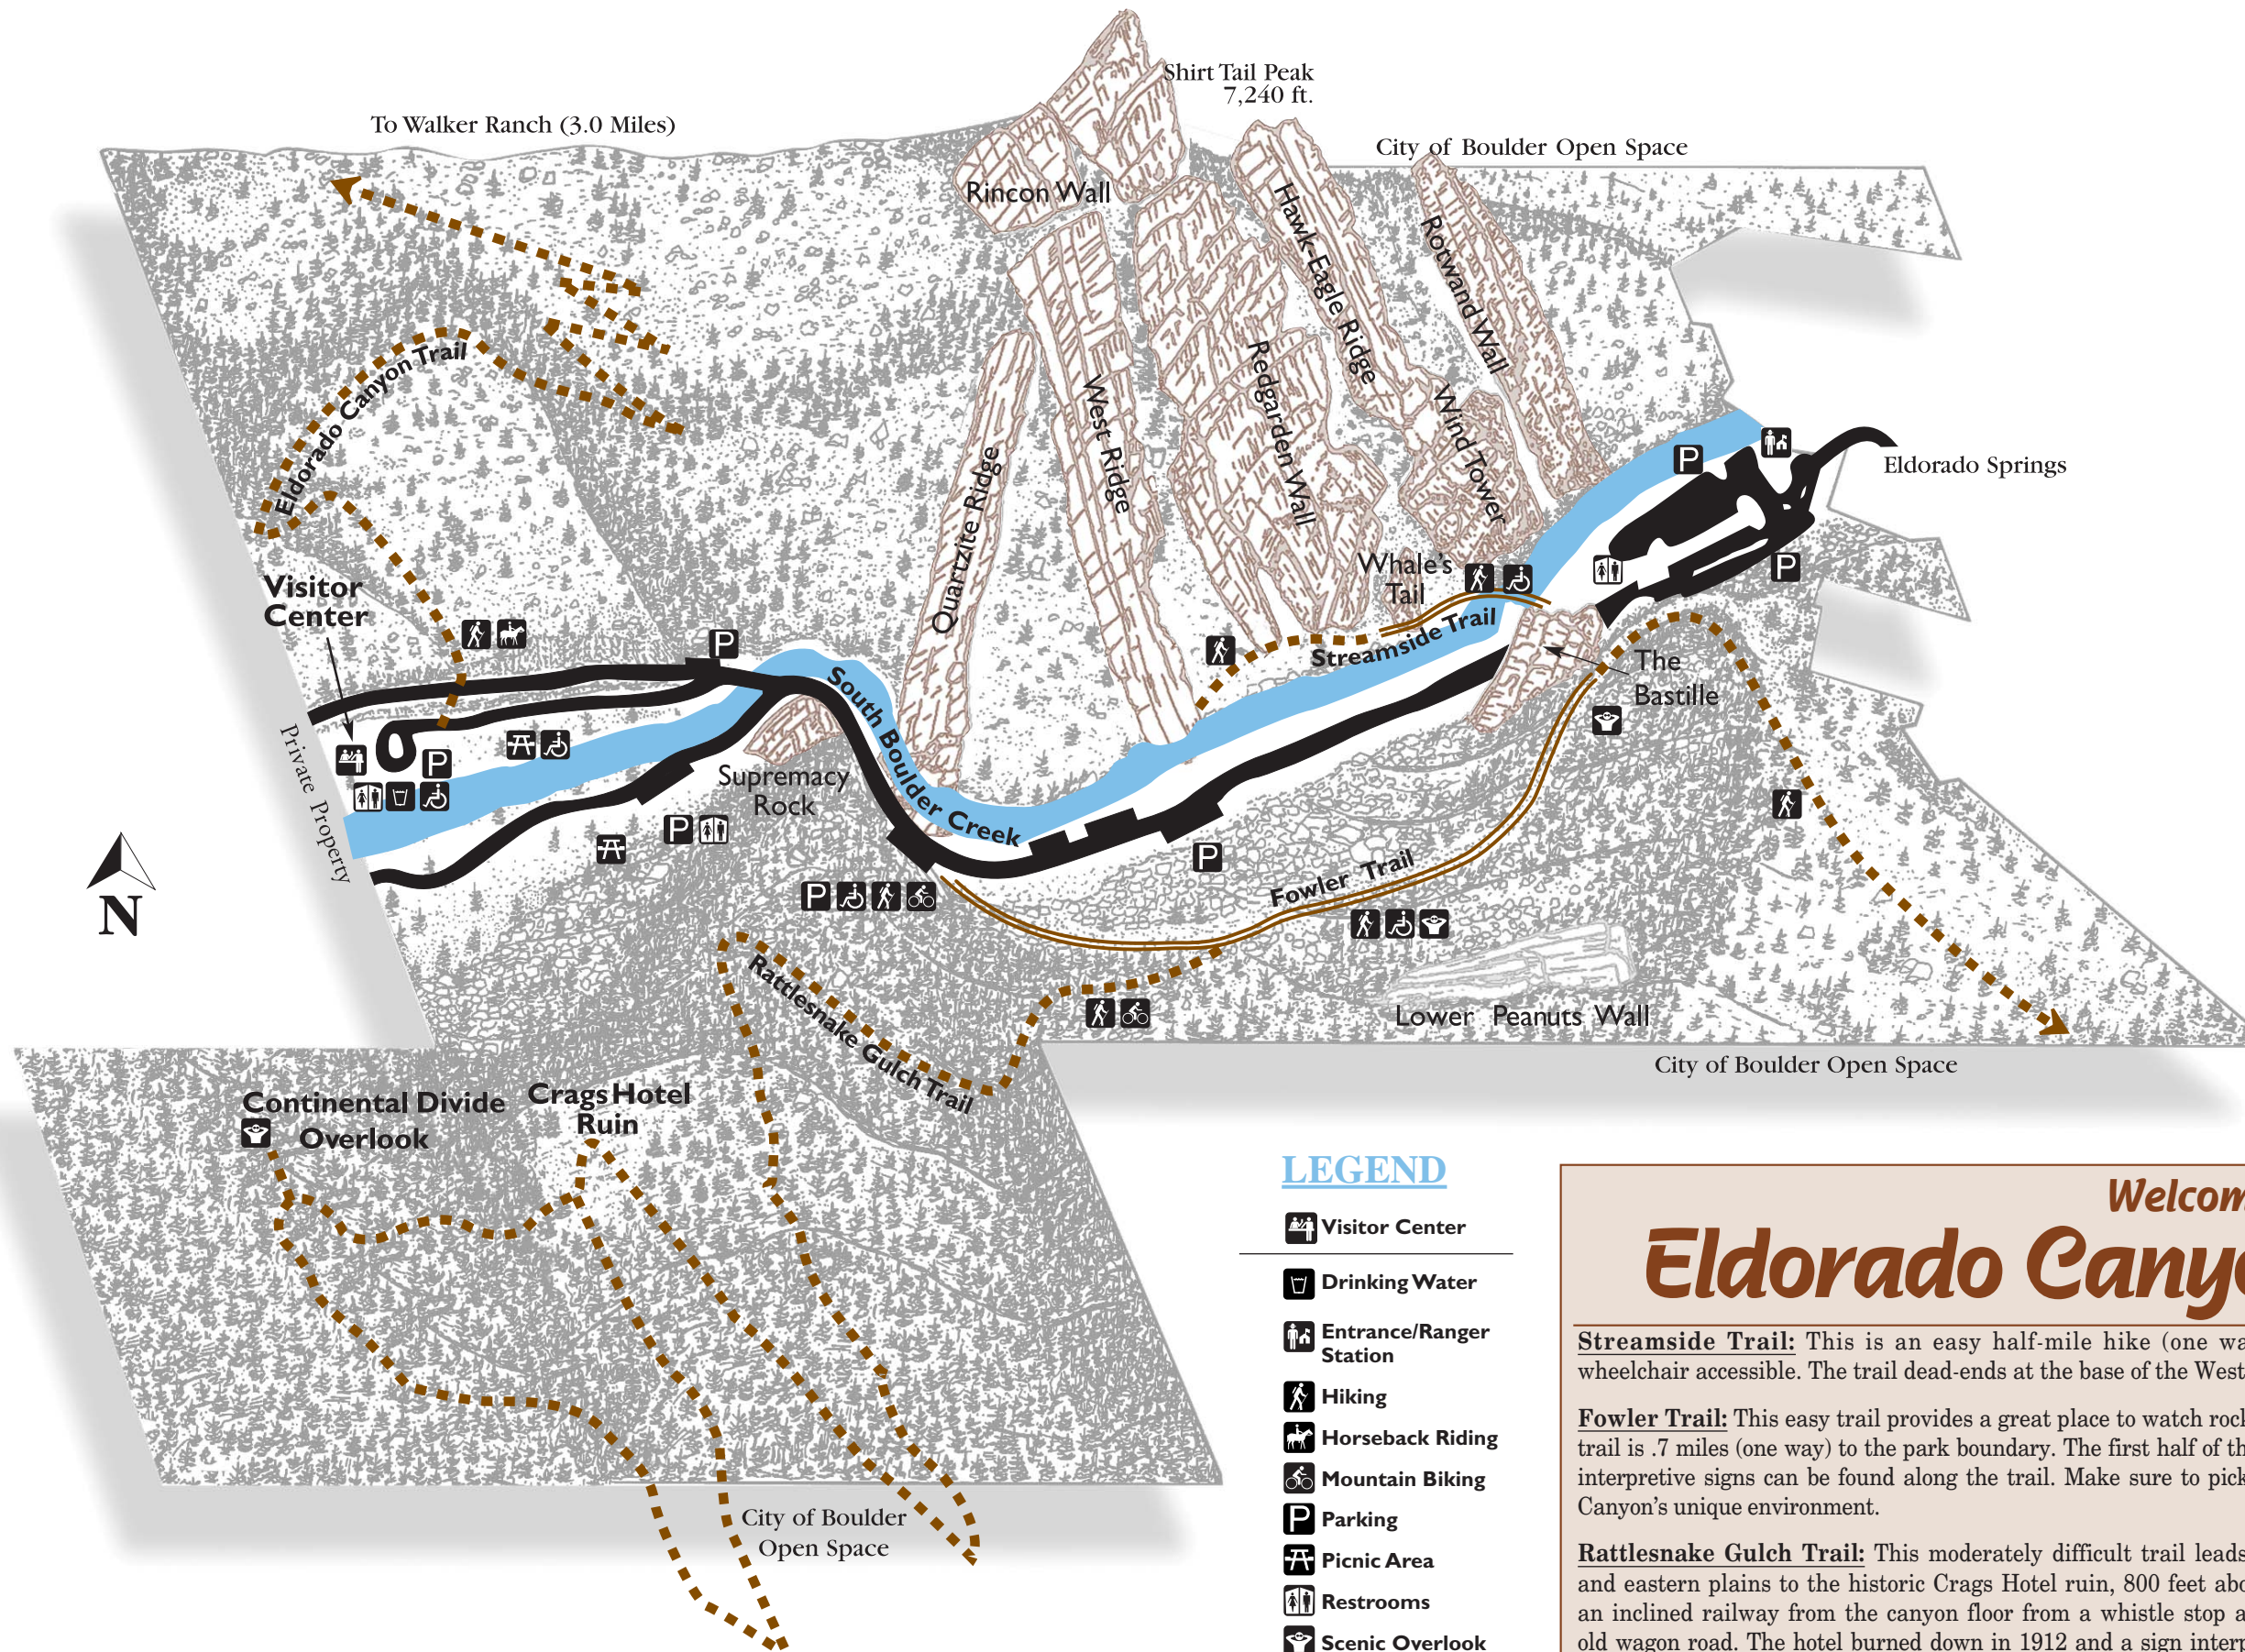 Shirt Tail Peak
7,240 ft.
To Walker Ranch (3.0 Miles)
City of Boulder Open Space
Rincon Wall
Hawk-Eagle Ridge
Rotwand Wall
Eldorado Canyon Trail
West Ridge
Redgarden Wall
Wind Tower
Quartzite Ridge
P
Eldorado Springs
Whale's
Tail
P
Visitor
Center
P
Streamside Trail
The
Bastille
South Boulder Creek
Private Property
P
Supremacy
Rock
P
P
P
Fowler Trail
N
Rattlesnake Gulch Trail
Lower Peanuts Wall
City of Boulder Open Space
Continental Divide
Overlook
Crags Hotel
Ruin
City of Boulder
Open Space
LEGEND
Visitor Center
Drinking Water
Entrance/Ranger
Station
Hiking
Horseback Riding
Mountain Biking
P Parking
Picnic Area
Restrooms
Scenic Overlook
Welcom
Eldorado Canyo
Streamside Trail: This is an easy half-mile hike (one wa
wheelchair accessible. The trail dead-ends at the base of the West
Fowler Trail: This easy trail provides a great place to watch rock
trail is .7 miles (one way) to the park boundary. The first half of th
interpretive signs can be found along the trail. Make sure to pick
Canyon's unique environment.
Rattlesnake Gulch Trail: This moderately difficult trail leads
and eastern plains to the historic Crags Hotel ruin, 800 feet abo
an inclined railway from the canyon floor from a whistle stop a
old wagon road. The hotel burned down in 1912 and a sign interp